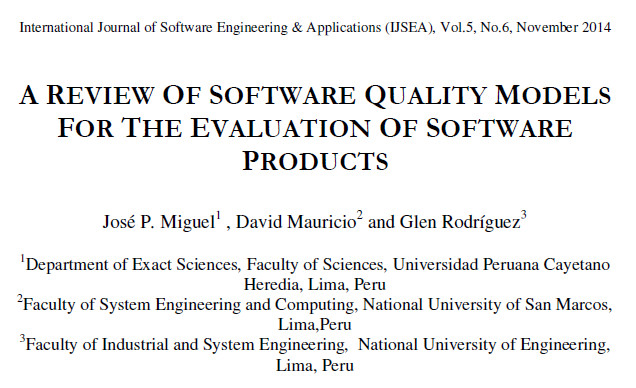 International Journal of Software Engineering & Applications (IJSEA), Vol.5, No.6, November 2014
A REVIEW OF SOFTWARE QUALITY MODELS
FOR THE EVALUATION OF SOFTWARE
PRODUCTS
José P. Miguel¹ , David Mauricio² and Glen Rodríguez³
¹Department of Exact Sciences, Faculty of Sciences, Universidad Peruana Cayetano
Heredia, Lima, Peru
²Faculty of System Engineering and Computing, National University of San Marcos,
Lima,Peru
³Faculty of Industrial and System Engineering, National University of Engineering,
Lima, Peru